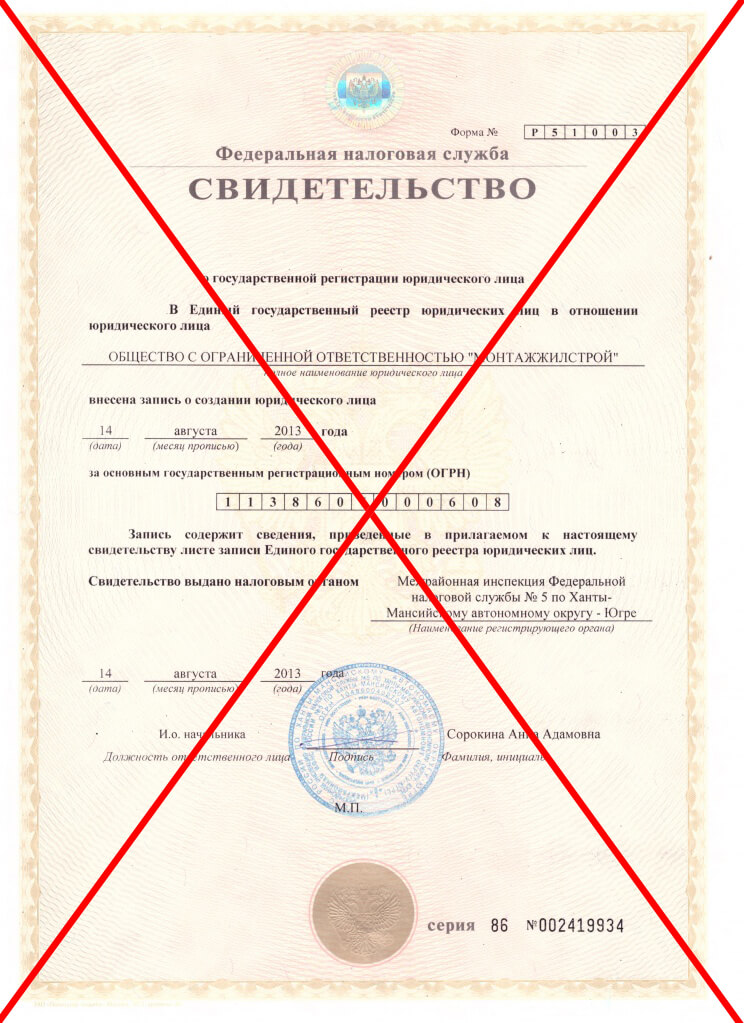 Форма № Р 5 1 0 0 3
Федеральная налоговая служба
СВИДЕТЕЛЬСТВО
о государственной регистрации юридического лица
В Единый государственный реестр юридических лиц в отношении
юридического лица
ОБЩЕСТВО С ОГРАНИЧЕННОЙ ОТВЕТСТВЕННОСТЬЮ "МОНТАЖЖИЛСТРОЙ"
полное наименование юридического лица
внесена запись о создании юридического лица
14 августа 2013 года
(дата) (месяц прописью) (года)
за основным государственным регистрационным номером (ОГРН)
1 1 3 8 6 0 0 0 0 6 0 8
Запись содержит сведения, приведенные в прилагаемом к настоящему
свидетельству листе записи Единого государственного реестра юридических лиц.
Свидетельство выдано налоговым органом
Межрайонная инспекция Федеральной
налоговой службы № 5 по Ханты-
Мансийскому автономному округу - Югре
(Наименование регистрирующего органа)
14 августа 2013 года
(дата) (месяц прописью) (года)
И.о. начальника Сорокина Анна Адамовна
Должность ответственного лица Подпись Фамилия, инициалы
М.П.
серия 86 №002419934